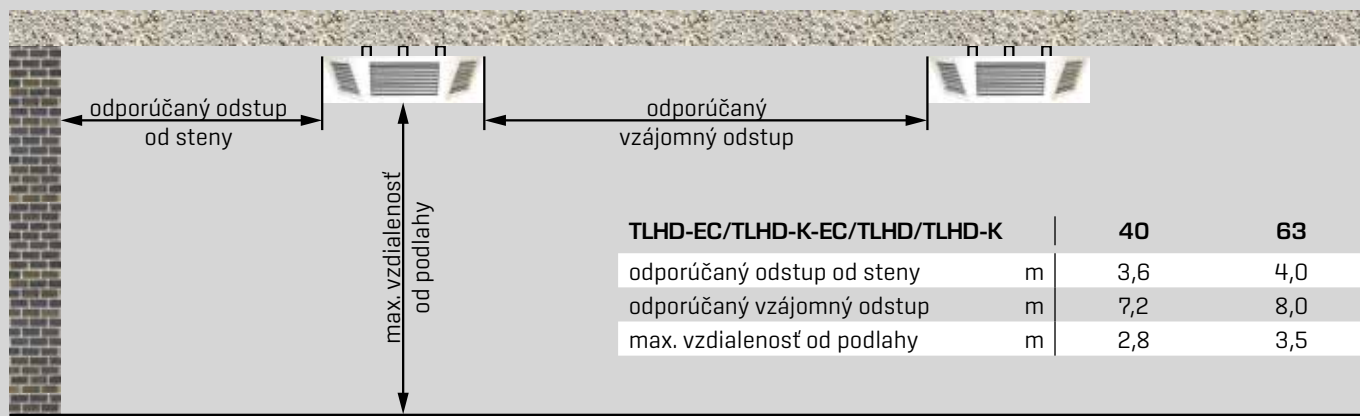 odporúčaný odstup
od steny
odporúčaný
vzájomný odstup
max. vzdialenosť
od podlahy
TLHD-EC/TLHD-K-EC/TLHD/TLHD-K 40 63
odporúčaný odstup od steny m 3,6 4,0
odporúčaný vzájomný odstup m 7,2 8,0
max. vzdialenosť od podlahy m 2,8 3,5